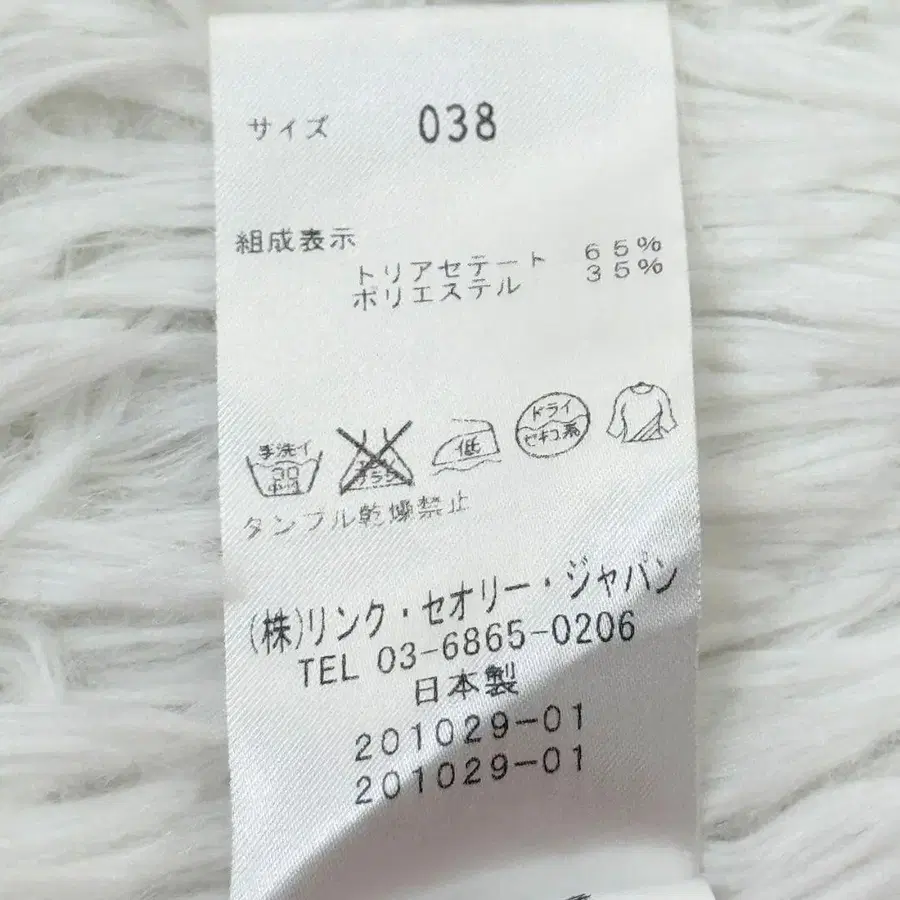 サイズ 038
組成表示
トリアセテート 65%
ポリエステル 35%
手洗イ
30
低
ドライ
セキユ系
タンブル乾燥禁止
(株)リンク・セオリー・ジャパン
TEL 03-6865-0206
日本製
201029-01
201029-01